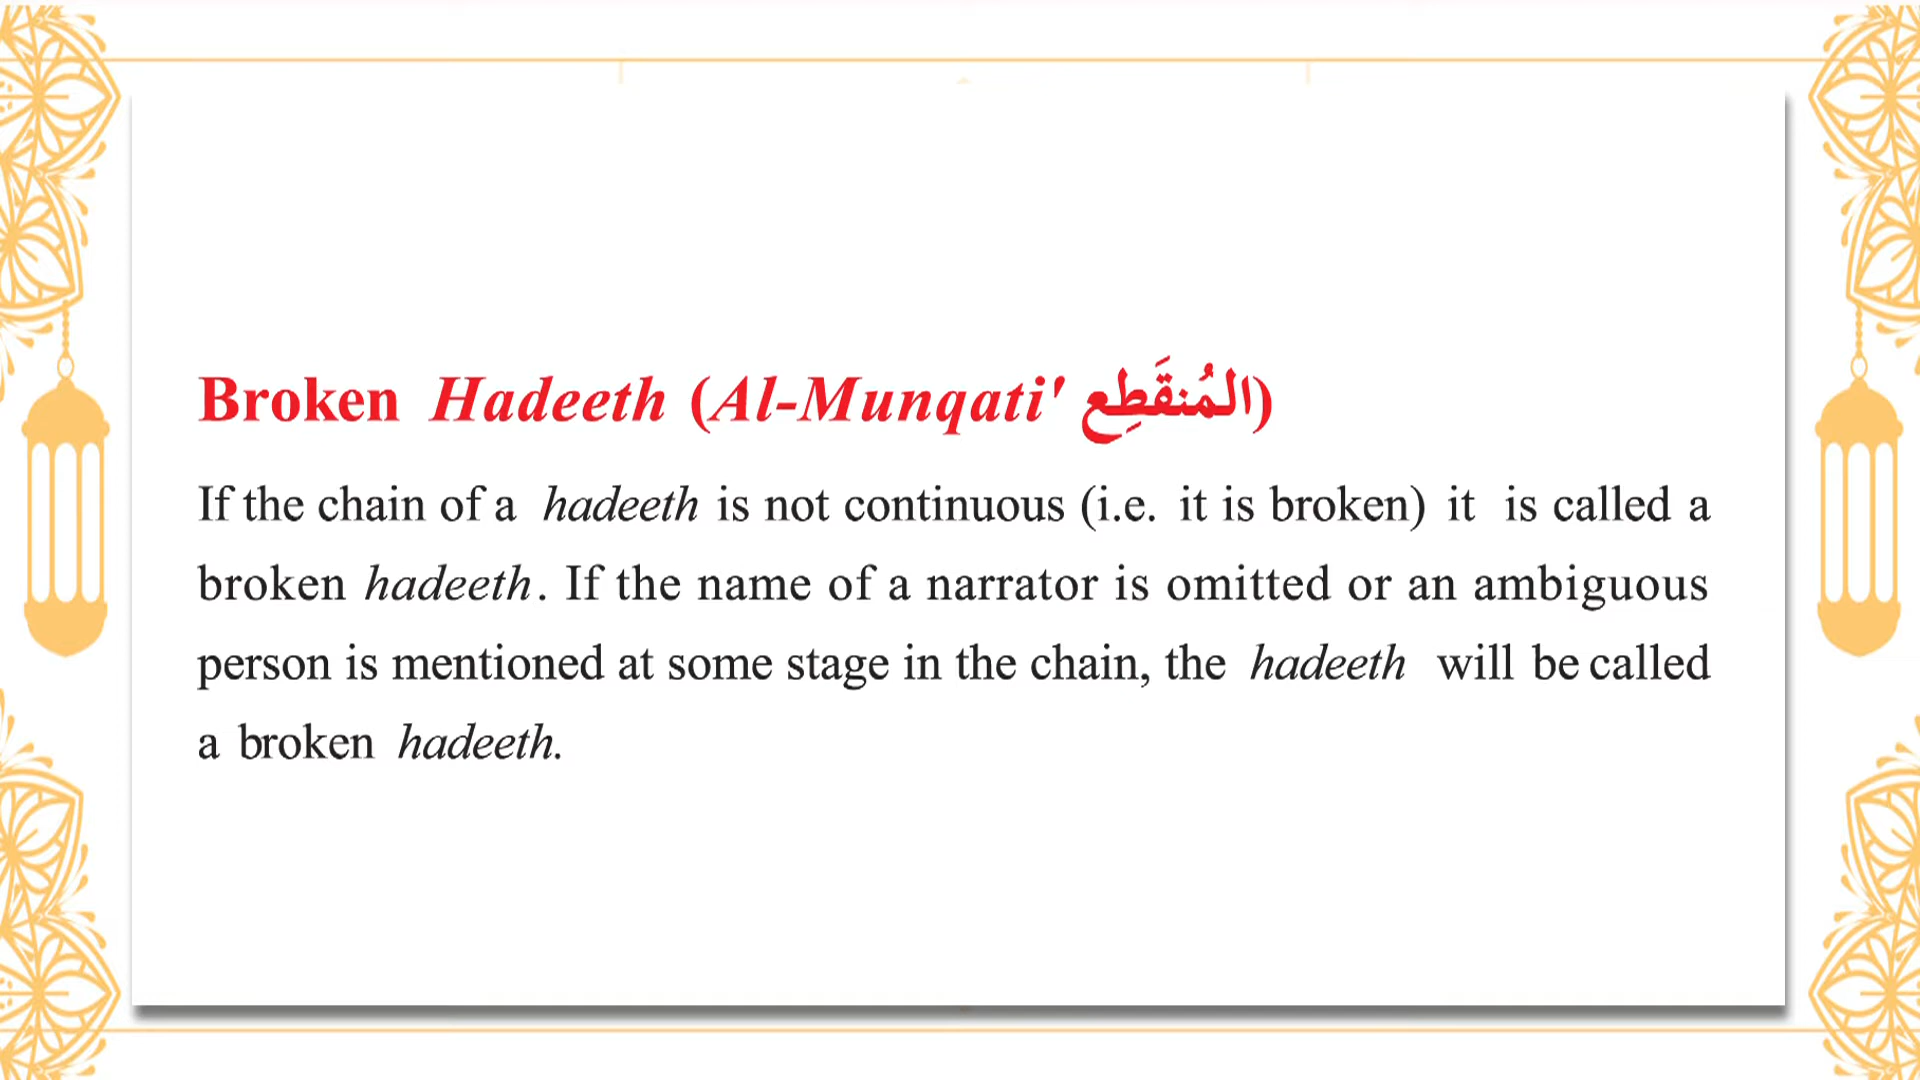 Broken Hadeeth (Al-Munqati' المُنقَطِع)
If the chain of a hadeeth is not continuous (i.e. it is broken) it is called a
broken hadeeth. If the name of a narrator is omitted or an ambiguous
person is mentioned at some stage in the chain, the hadeeth will be called
a broken hadeeth.